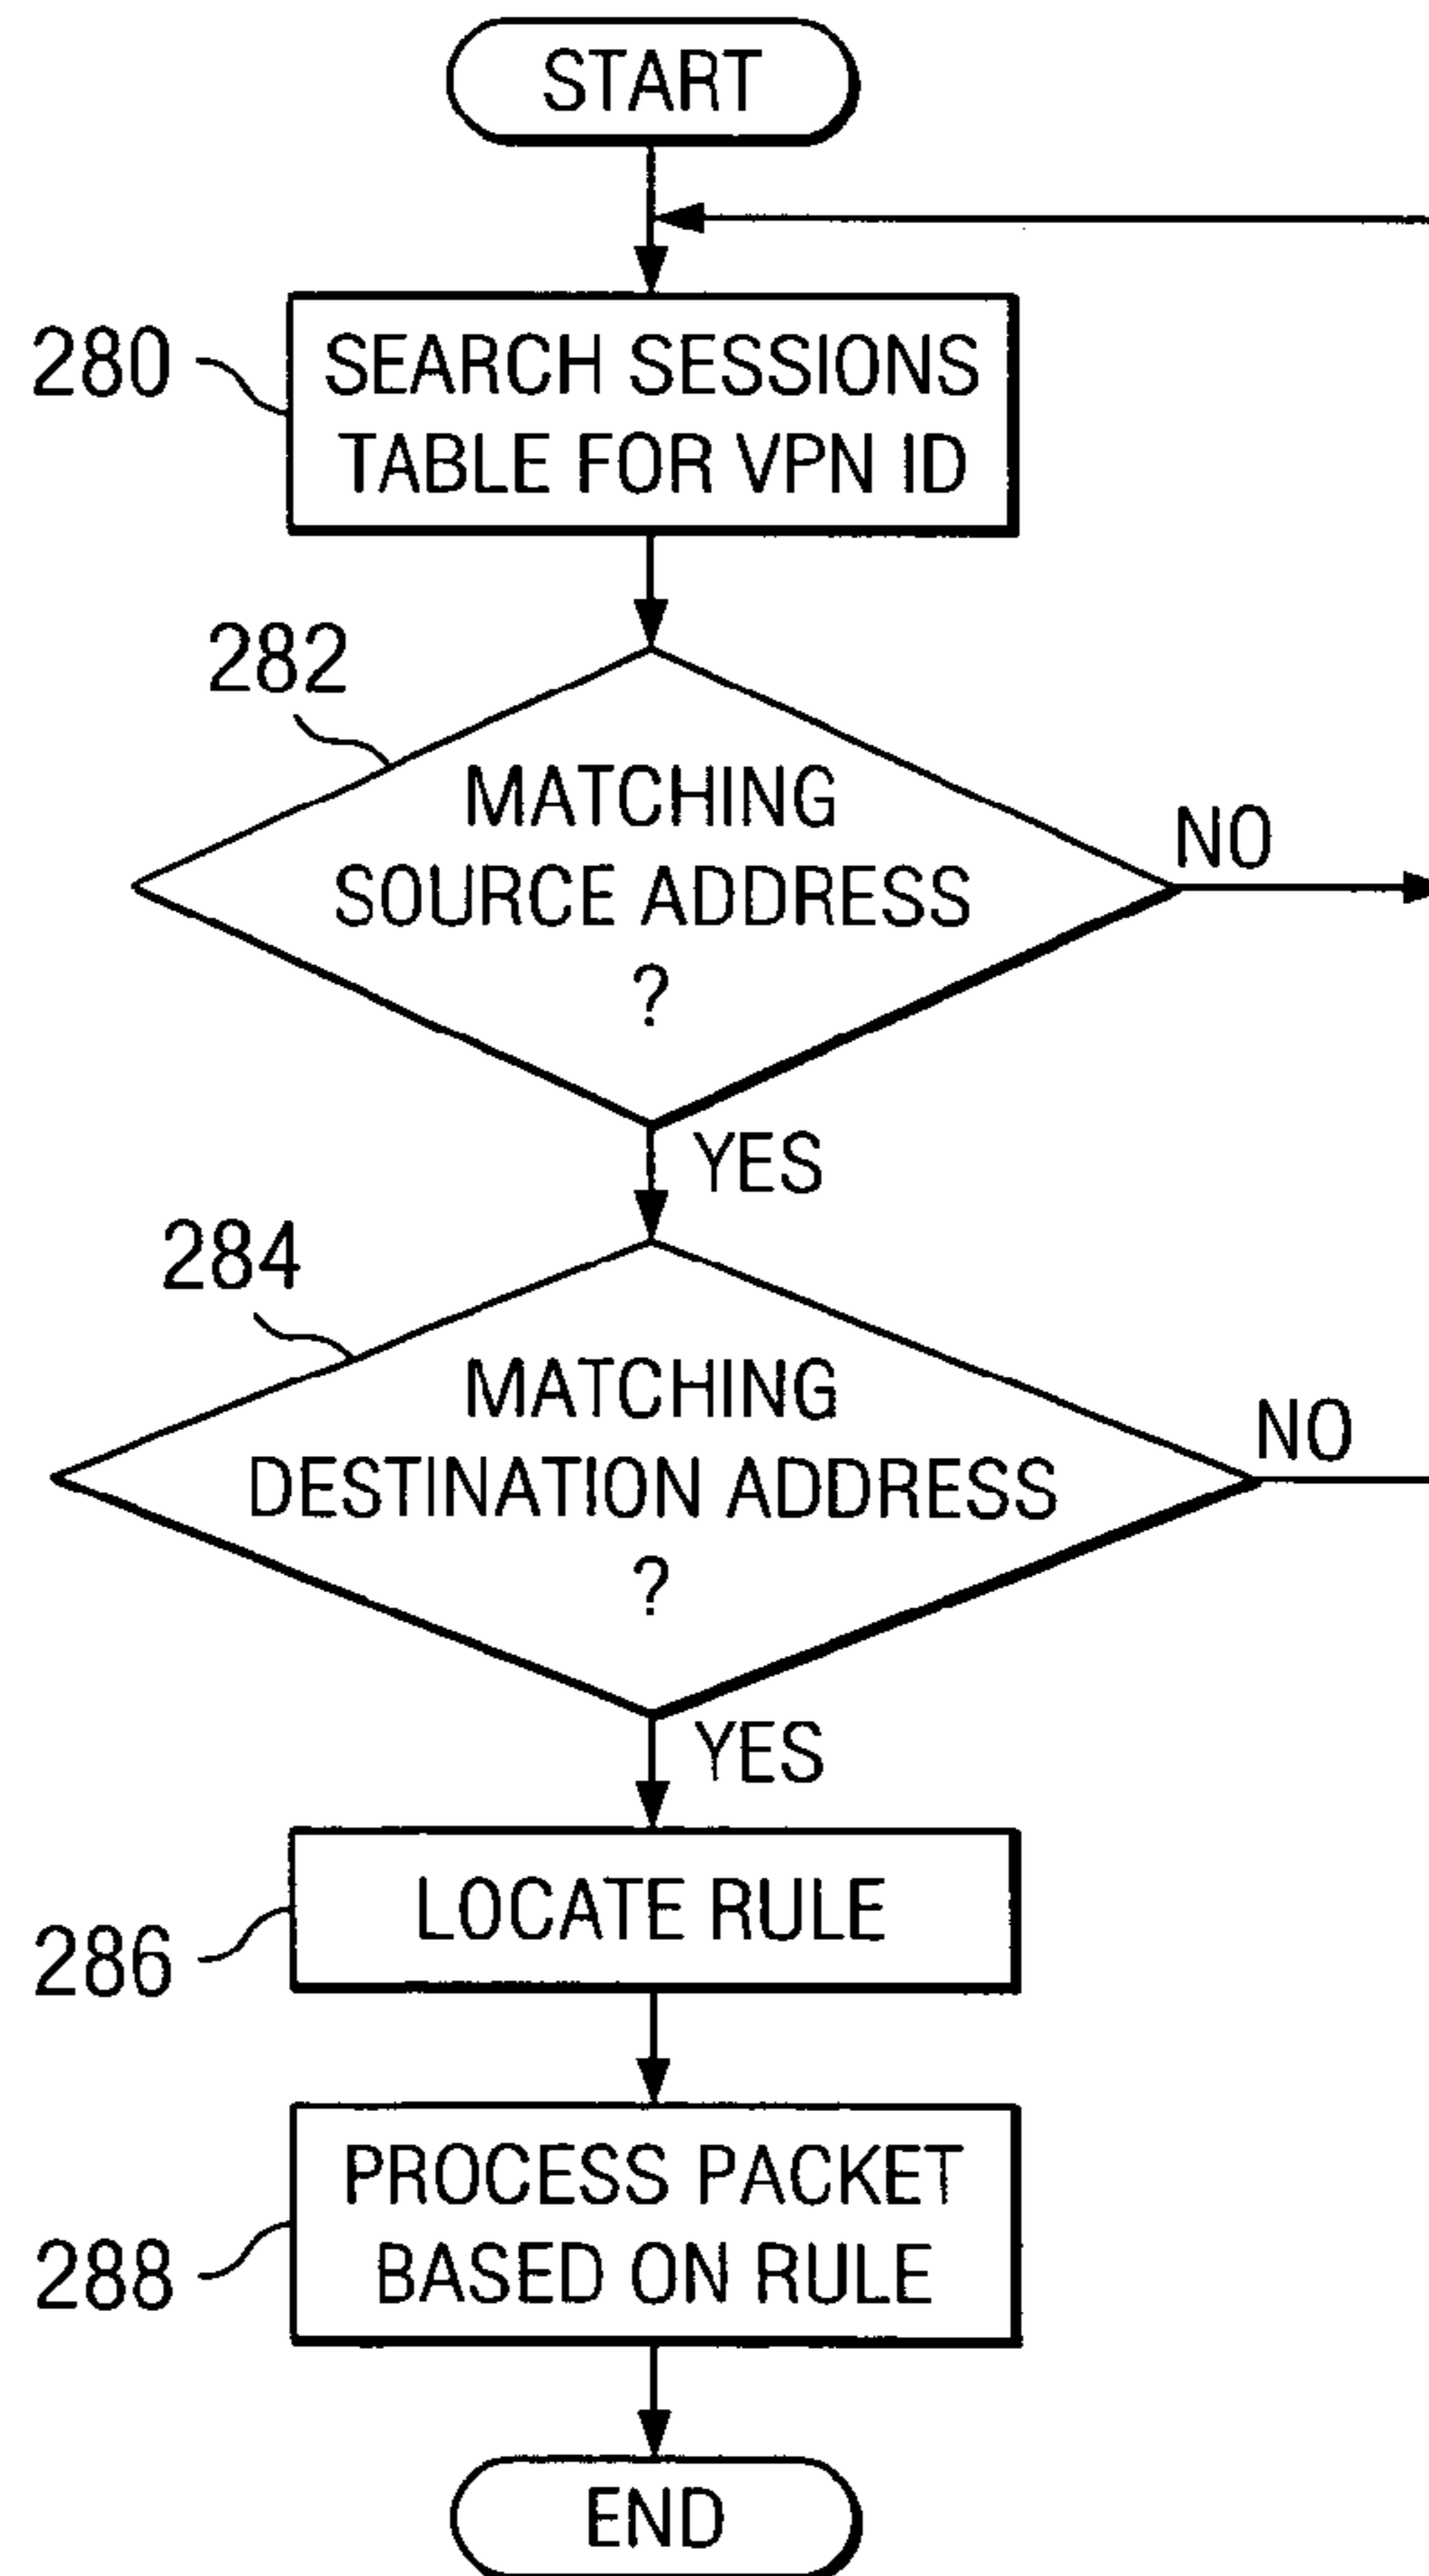 START
280
SEARCH SESSIONS
TABLE FOR VPN ID
282
MATCHING
SOURCE ADDRESS
?
NO
YES
284
MATCHING
DESTINATION ADDRESS
?
NO
YES
286
LOCATE RULE
288
PROCESS PACKET
BASED ON RULE
END